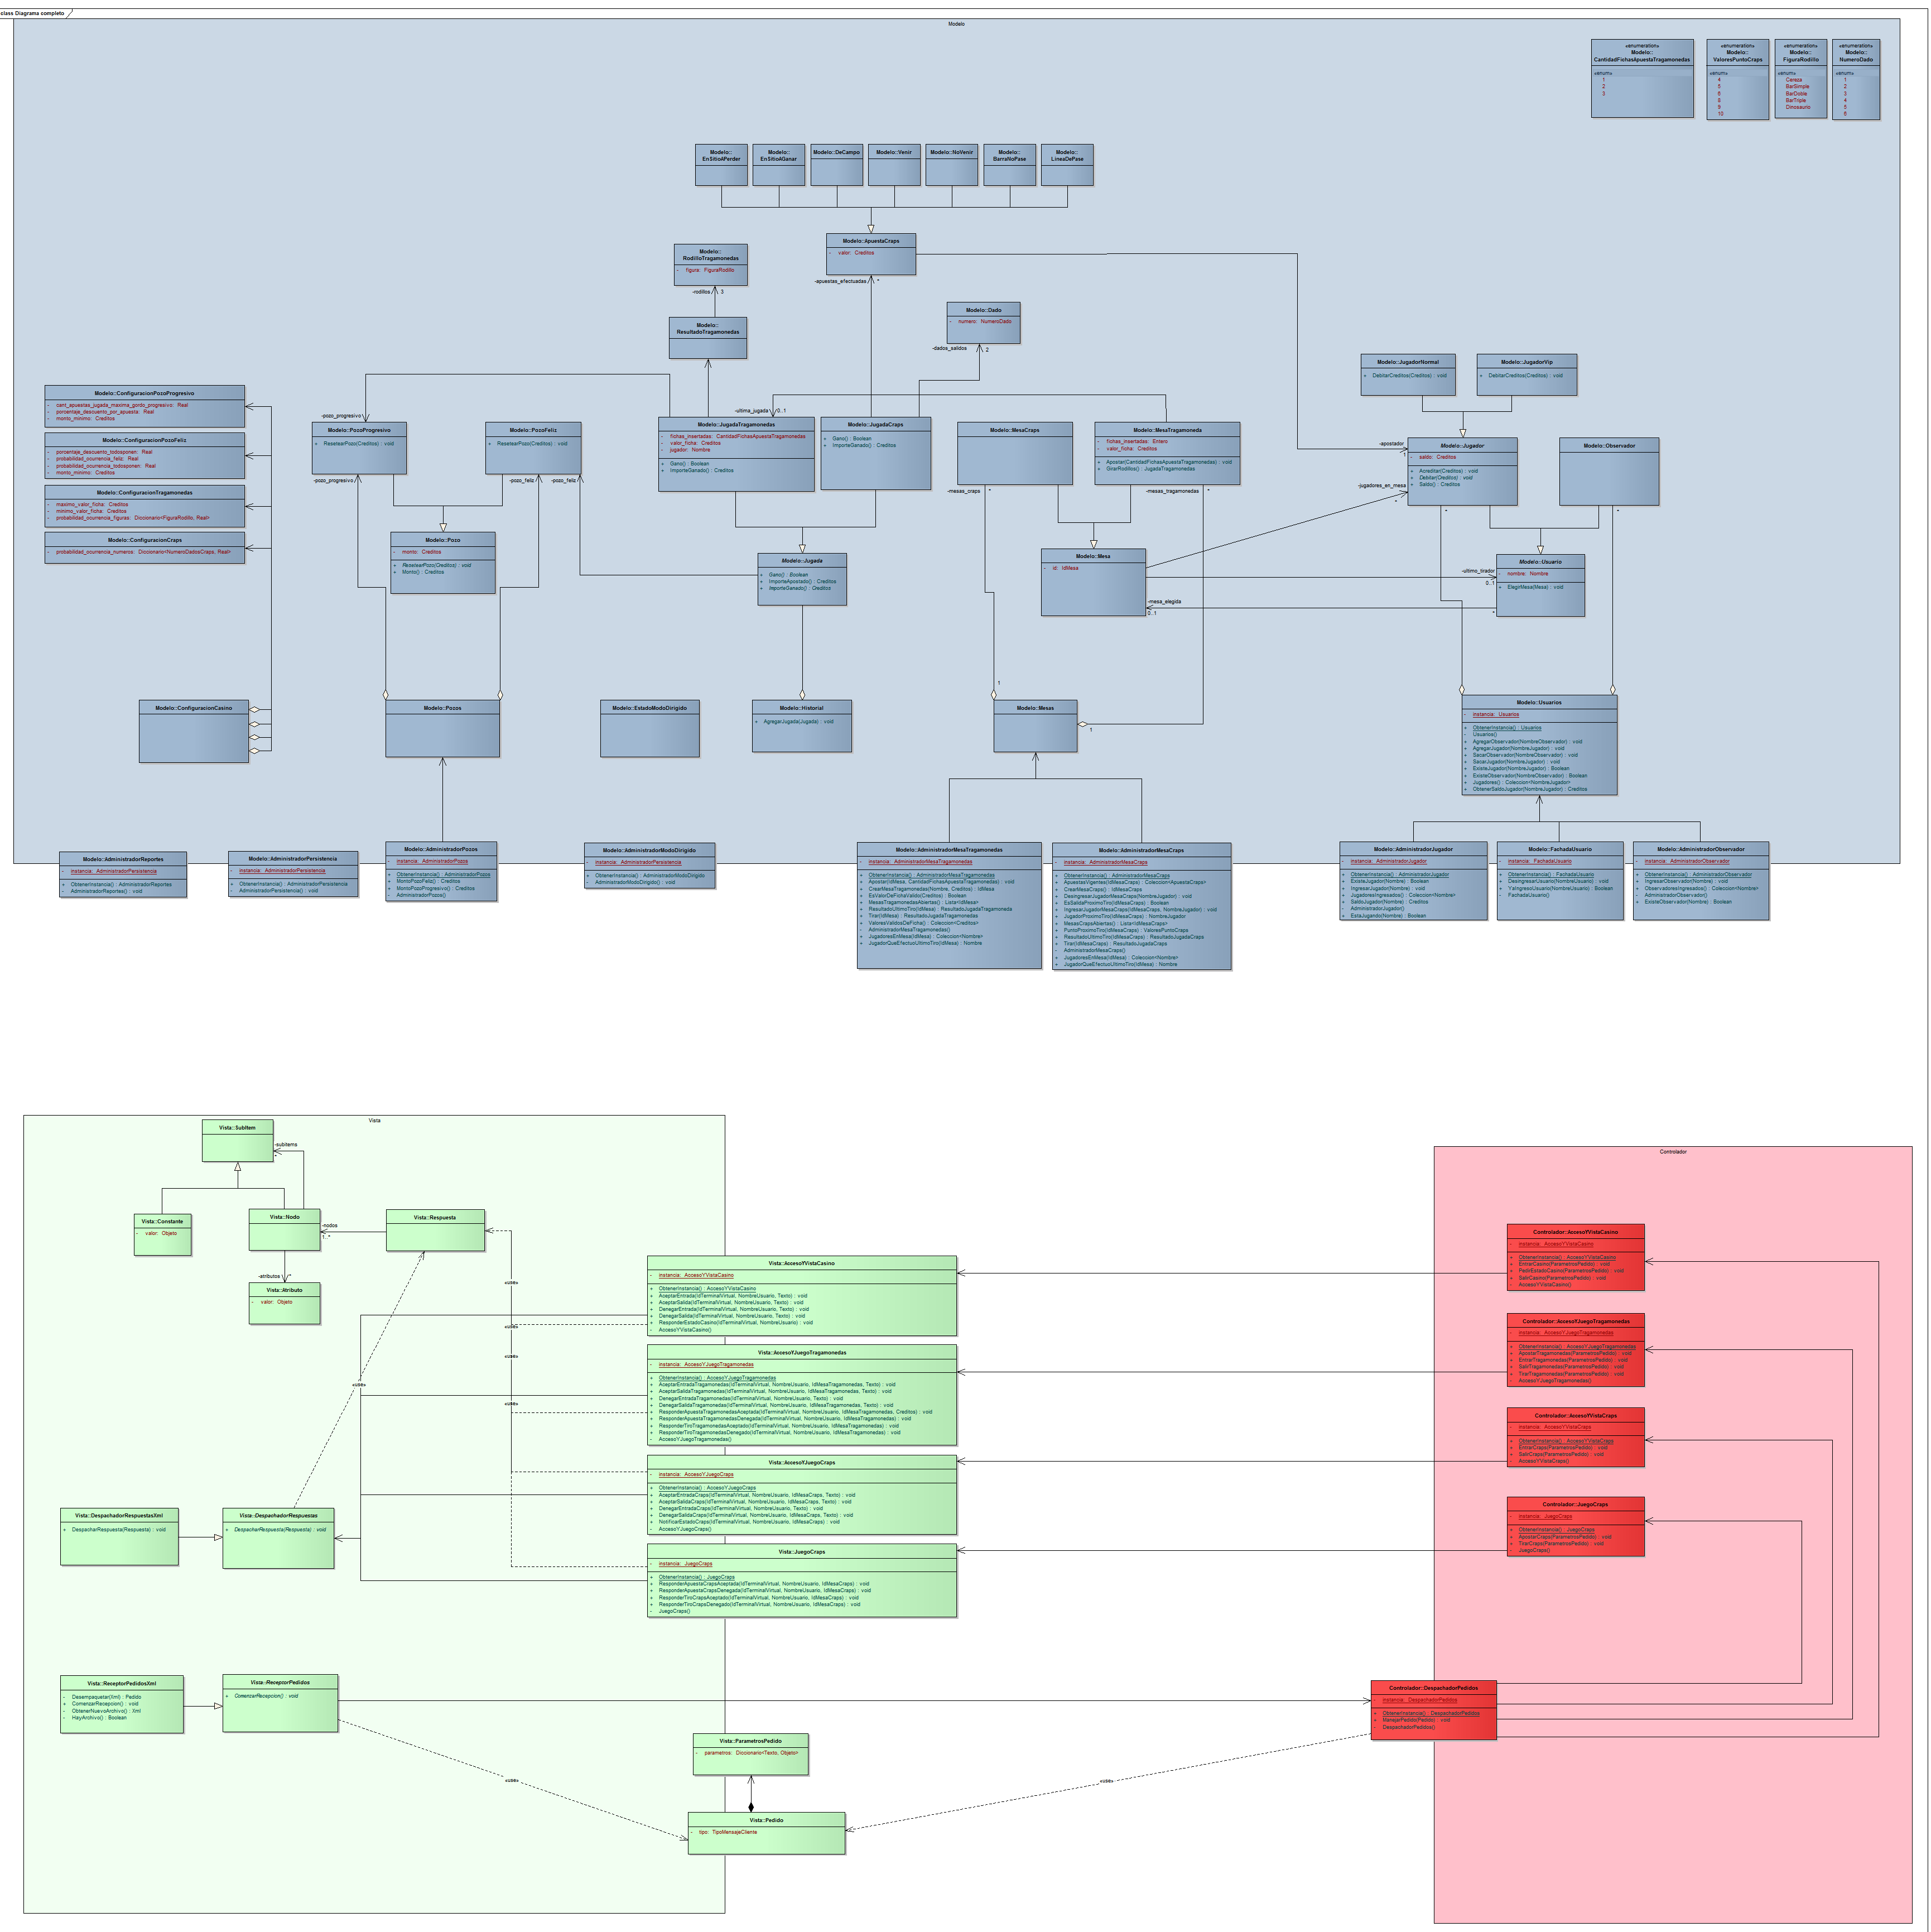 class Diagrama completo
Modelo
«enumeration»
Modelo::
CantidadFichasApuestaTragamonedas
«enum»
1
2
3
«enumeration»
Modelo::
ValoresPuntoCraps
«enum»
4
5
6
8
9
10
«enumeration»
Modelo::
FiguraRodillo
«enum»
Cereza
BarSimple
BarDoble
BarTriple
Dinosaurio
«enumeration»
Modelo::
NumeroDado
«enum»
1
2
3
4
5
6
Modelo::
EnSitioAPerder
Modelo::
EnSitioAGanar
Modelo::DeCampo
Modelo::Venir
Modelo::NoVenir
Modelo::
BarraNoPase
Modelo::
LineaDePase
Modelo::ApuestaCraps
- valor: Creditos
Modelo::
RodilloTragamonedas
- figura: FiguraRodillo
-rodillos 3
-apuestas_efectuadas *
Modelo::
ResultadoTragamonedas
Modelo::Dado
- numero: NumeroDado
-dados_salidos 2
Modelo::JugadorNormal
+ DebitarCreditos(Creditos) : void
Modelo::JugadorVip
+ DebitarCreditos(Creditos) : void
Modelo::ConfiguracionPozoProgresivo
- cant_apuestas_jugada_maxima_gordo_progresivo: Real
- porcentaje_descuento_por_apuesta: Real
- monto_minimo: Creditos
Modelo::ConfiguracionPozoFeliz
- porcentaje_descuento_todosponen: Real
- probabilidad_ocurrencia_feliz: Real
- probabilidad_ocurrencia_todosponen: Real
- monto_minimo: Creditos
Modelo::ConfiguracionTragamonedas
- maximo_valor_ficha: Creditos
- minimo_valor_ficha: Creditos
- probabilidad_ocurrencia_figuras: Diccionario<FiguraRodillo, Real>
Modelo::ConfiguracionCraps
- probabilidad_ocurrencia_numeros: Diccionario<NumeroDadosCraps, Real>
-pozo_progresivo
Modelo::PozoProgresivo
+ ResetearPozo(Creditos) : void
-pozo_progresivo
Modelo::PozoFeliz
+ ResetearPozo(Creditos) : void
-pozo_feliz
-pozo_feliz
-ultima_jugada 0..1
Modelo::JugadaTragamonedas
- fichas_insertadas: CantidadFichasApuestaTragamonedas
- valor_ficha: Creditos
- jugador: Nombre
+ Gano() : Boolean
+ ImporteGanado() : Creditos
Modelo::JugadaCraps
+ Gano() : Boolean
+ ImporteGanado() : Creditos
Modelo::MesaCraps
-mesas_craps *
Modelo::MesaTragamoneda
- fichas_insertadas: Entero
- valor_ficha: Creditos
+ Apostar(CantidadFichasApuestaTragamonedas) : void
+ GirarRodillos() : JugadaTragamonedas
-mesas_tragamonedas *
-apostador
1
-jugadores_en_mesa
*
Modelo::Jugador
- saldo: Creditos
+ Acreditar(Creditos) : void
+ Debitar(Creditos) : void
+ Saldo() : Creditos
*
Modelo::Observador
*
Modelo::Pozo
- monto: Creditos
+ ResetearPozo(Creditos) : void
+ Monto() : Creditos
Modelo::Jugada
+ Gano() : Boolean
+ ImporteApostado() : Creditos
+ ImporteGanado() : Creditos
Modelo::Mesa
- id: IdMesa
-ultimo_tirador
0..1
-mesa_elegida
0..1
*
Modelo::Usuario
- nombre: Nombre
+ ElegirMesa(Mesa) : void
Modelo::ConfiguracionCasino
Modelo::Pozos
Modelo::EstadoModoDirigido
Modelo::Historial
+ AgregarJugada(Jugada) : void
1
Modelo::Mesas
1
Modelo::Usuarios
- instancia: Usuarios
+ ObtenerInstancia() : Usuarios
- Usuarios()
+ AgregarObservador(NombreObservador) : void
+ AgregarJugador(NombreJugador) : void
+ SacarObservador(NombreObservador) : void
+ SacarJugador(NombreJugador) : void
+ ExisteJugador(NombreJugador) : Boolean
+ ExisteObservador(NombreObservador) : Boolean
+ Jugadores() : Coleccion<NombreJugador>
+ ObtenerSaldoJugador(NombreJugador) : Creditos
Modelo::AdministradorReportes
- instancia: AdministradorPersistencia
+ ObtenerInstancia() : AdministradorReportes
- AdministradorReportes() : void
Modelo::AdministradorPersistencia
- instancia: AdministradorPersistencia
+ ObtenerInstancia() : AdministradorPersistencia
- AdministradorPersistencia() : void
Modelo::AdministradorPozos
- instancia: AdministradorPozos
+ ObtenerInstancia() : AdministradorPozos
+ MontoPozoFeliz() : Creditos
+ MontoPozoProgresivo() : Creditos
- AdministradorPozos()
Modelo::AdministradorModoDirigido
- instancia: AdministradorPersistencia
+ ObtenerInstancia() : AdministradorModoDirigido
- AdministradorModoDirigido() : void
Modelo::AdministradorMesaTragamonedas
- instancia: AdministradorMesaTragamonedas
+ ObtenerInstancia() : AdministradorMesaTragamonedas
+ Apostar(IdMesa, CantidadFichasApuestaTragamonedas) : void
+ CrearMesaTragamonedas(Nombre, Creditos) : IdMesa
+ EsValorDeFichaValido(Creditos) : Boolean
+ MesasTragamonedasAbiertas() : Lista<IdMesa>
+ ResultadoUltimoTiro(IdMesa) : ResultadoJugadaTragamoneda
+ Tirar(IdMesa) : ResultadoJugadaTragamonedas
+ ValoresValidosDeFicha() : Coleccion<Creditos>
- AdministradorMesaTragamonedas()
+ JugadoresEnMesa(IdMesa) : Coleccion<Nombre>
+ JugadorQueEfectuoUltimoTiro(IdMesa) : Nombre
Modelo::AdministradorMesaCraps
- instancia: AdministradorMesaCraps
+ ObtenerInstancia() : AdministradorMesaCraps
+ ApuestasVigentes(IdMesaCraps) : Coleccion<ApuestaCraps>
+ CrearMesaCraps() : IdMesaCraps
+ DesingresarJugadorMesaCraps(NombreJugador) : void
+ EsSalidaProximoTiro(IdMesaCraps) : Boolean
+ IngresarJugadorMesaCraps(IdMesaCraps, NombreJugador) : void
+ JugadorProximoTiro(IdMesaCraps) : NombreJugador
+ MesasCrapsAbiertas() : Lista<IdMesaCraps>
+ PuntoProximoTiro(IdMesaCraps) : ValoresPuntoCraps
+ ResultadoUltimoTiro(IdMesaCraps) : ResultadoJugadaCraps
+ Tirar(IdMesaCraps) : ResultadoJugadaCraps
- AdministradorMesaCraps()
+ JugadoresEnMesa(IdMesa) : Coleccion<Nombre>
+ JugadorQueEfectuoUltimoTiro(IdMesa) : Nombre
Modelo::AdministradorJugador
- instancia: AdministradorJugador
+ ObtenerInstancia() : AdministradorJugador
+ ExisteJugador(Nombre) : Boolean
+ IngresarJugador(Nombre) : void
+ JugadoresIngresados() : Coleccion<Nombre>
+ SaldoJugador(Nombre) : Creditos
- AdministradorJugador()
+ EstaJugando(Nombre) : Boolean
Modelo::FachadaUsuario
- instancia: FachadaUsuario
+ ObtenerInstancia() : FachadaUsuario
+ DesingresarUsuario(NombreUsuario) : void
+ YaIngresoUsuario(NombreUsuario) : Boolean
- FachadaUsuario()
Modelo::AdministradorObservador
- instancia: AdministradorObservador
+ ObtenerInstancia() : AdministradorObservador
+ IngresarObservador(Nombre) : void
+ ObservadoresIngresados() : Coleccion<Nombre>
- AdministradorObservador()
+ ExisteObservador(Nombre) : Boolean
Vista
Vista::SubItem
-subitems
*
Vista::Constante
- valor: Objeto
Vista::Nodo
-nodos
1..*
Vista::Respuesta
-atributos *
Vista::Atributo
- valor: Objeto
«use»
«use»
«use»
«use»
«use»
Vista::AccesoYVistaCasino
- instancia: AccesoYVistaCasino
+ ObtenerInstancia() : AccesoYVistaCasino
+ AceptarEntrada(IdTerminalVirtual, NombreUsuario, Texto) : void
+ AceptarSalida(IdTerminalVirtual, NombreUsuario, Texto) : void
+ DenegarEntrada(IdTerminalVirtual, NombreUsuario, Texto) : void
+ DenegarSalida(IdTerminalVirtual, NombreUsuario, Texto) : void
+ ResponderEstadoCasino(IdTerminalVirtual, NombreUsuario) : void
- AccesoYVistaCasino()
Vista::AccesoYJuegoTragamonedas
- instancia: AccesoYJuegoTragamonedas
+ ObtenerInstancia() : AccesoYJuegoTragamonedas
+ AceptarEntradaTragamonedas(IdTerminalVirtual, NombreUsuario, IdMesaTragamonedas, Texto) : void
+ AceptarSalidaTragamonedas(IdTerminalVirtual, NombreUsuario, IdMesaTragamonedas, Texto) : void
+ DenegarEntradaTragamonedas(IdTerminalVirtual, NombreUsuario, Texto) : void
+ DenegarSalidaTragamonedas(IdTerminalVirtual, NombreUsuario, IdMesaTragamonedas, Texto) : void
+ ResponderApuestaTragamonedasAceptada(IdTerminalVirtual, NombreUsuario, IdMesaTragamonedas, Creditos) : void
+ ResponderApuestaTragamonedasDenegada(IdTerminalVirtual, NombreUsuario, IdMesaTragamonedas) : void
+ ResponderTiroTragamonedasAceptado(IdTerminalVirtual, NombreUsuario, IdMesaTragamonedas) : void
+ ResponderTiroTragamonedasDenegado(IdTerminalVirtual, NombreUsuario, IdMesaTragamonedas) : void
- AccesoYJuegoTragamonedas()
Vista::AccesoYJuegoCraps
- instancia: AccesoYJuegoCraps
+ ObtenerInstancia() : AccesoYJuegoCraps
+ AceptarEntradaCraps(IdTerminalVirtual, NombreUsuario, IdMesaCraps, Texto) : void
+ AceptarSalidaCraps(IdTerminalVirtual, NombreUsuario, IdMesaCraps, Texto) : void
+ DenegarEntradaCraps(IdTerminalVirtual, NombreUsuario, Texto) : void
+ DenegarSalidaCraps(IdTerminalVirtual, NombreUsuario, IdMesaCraps, Texto) : void
+ NotificarEstadoCraps(IdTerminalVirtual, NombreUsuario, IdMesaCraps) : void
- AccesoYJuegoCraps()
Vista::JuegoCraps
- instancia: JuegoCraps
+ ObtenerInstancia() : JuegoCraps
+ ResponderApuestaCrapsAceptada(IdTerminalVirtual, NombreUsuario, IdMesaCraps) : void
+ ResponderApuestaCrapsDenegada(IdTerminalVirtual, NombreUsuario, IdMesaCraps) : void
+ ResponderTiroCrapsAceptado(IdTerminalVirtual, NombreUsuario, IdMesaCraps) : void
+ ResponderTiroCrapsDenegado(IdTerminalVirtual, NombreUsuario, IdMesaCraps) : void
- JuegoCraps()
Vista::DespachadorRespuestasXml
+ DespacharRespuesta(Respuesta) : void
Vista::DespachadorRespuestas
+ DespacharRespuesta(Respuesta) : void
Vista::ReceptorPedidosXml
- Desempaquetar(Xml) : Pedido
+ ComenzarRecepcion() : void
- ObtenerNuevoArchivo() : Xml
- HayArchivo() : Boolean
Vista::ReceptorPedidos
+ ComenzarRecepcion() : void
«use»
Vista::ParametrosPedido
- parametros: Diccionario<Texto, Objeto>
Vista::Pedido
- tipo: TipoMensajeCliente
«use»
Controlador
Controlador::AccesoYVistaCasino
- instancia: AccesoYVistaCasino
+ ObtenerInstancia() : AccesoYVistaCasino
+ EntrarCasino(ParametrosPedido) : void
+ PedirEstadoCasino(ParametrosPedido) : void
+ SalirCasino(ParametrosPedido) : void
- AccesoYVistaCasino()
Controlador::AccesoYJuegoTragamonedas
- instancia: AccesoYJuegoTragamonedas
+ ObtenerInstancia() : AccesoYJuegoTragamonedas
+ ApostarTragamonedas(ParametrosPedido) : void
+ EntrarTragamonedas(ParametrosPedido) : void
+ SalirTragamonedas(ParametrosPedido) : void
+ TirarTragamonedas(ParametrosPedido) : void
- AccesoYJuegoTragamonedas()
Controlador::AccesoYVistaCraps
- instancia: AccesoYVistaCraps
+ ObtenerInstancia() : AccesoYVistaCraps
+ EntrarCraps(ParametrosPedido) : void
+ SalirCraps(ParametrosPedido) : void
- AccesoYVistaCraps()
Controlador::JuegoCraps
- instancia: JuegoCraps
+ ObtenerInstancia() : JuegoCraps
+ ApostarCraps(ParametrosPedido) : void
+ TirarCraps(ParametrosPedido) : void
- JuegoCraps()
Controlador::DespachadorPedidos
- instancia: DespachadorPedidos
+ ObtenerInstancia() : DespachadorPedidos
+ ManejarPedido(Pedido) : void
- DespachadorPedidos()